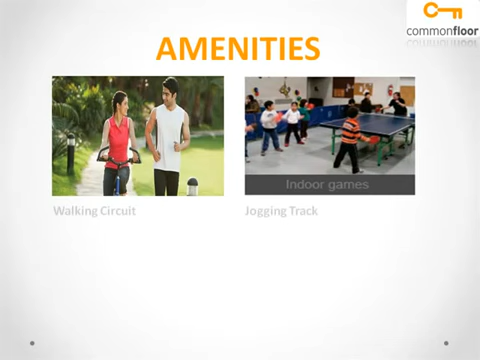 commonfloor
AMENITIES
Indoor games
Walking Circuit
Jogging Track